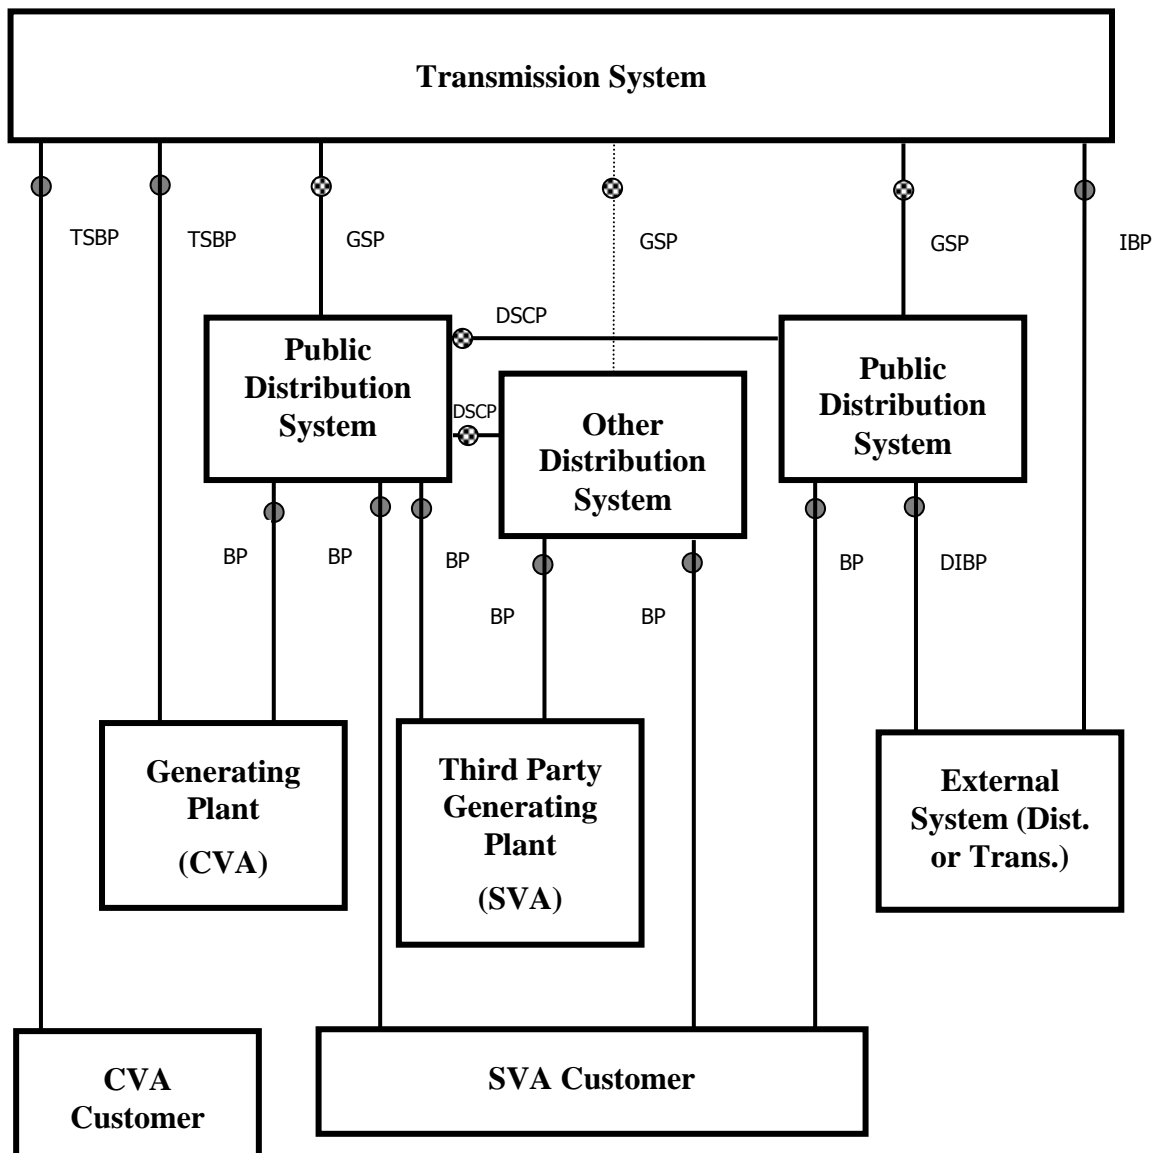 Transmission System
TSBP
TSBP
GSP
GSP
GSP
IBP
DSCP
Public
Distribution
System
DSCP
Other
Distribution
System
Public
Distribution
System
BP
BP
BP
BP
BP
BP
DIBP
Generating
Plant
(CVA)
Third Party
Generating
Plant
(SVA)
External
System (Dist.
or Trans.)
CVA
Customer
SVA Customer